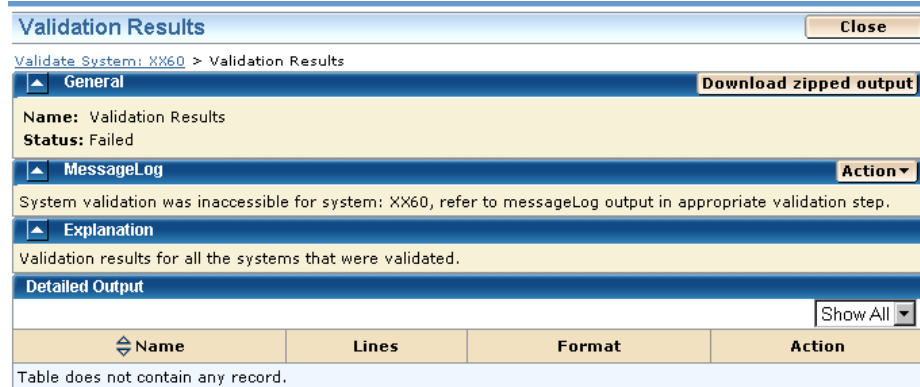 Validation Results
Close
Validate System: XX60 > Validation Results
General
Download zipped output
Name: Validation Results
Status: Failed
MessageLog
Action
System validation was inaccessible for system: XX60, refer to messageLog output in appropriate validation step.
Explanation
Validation results for all the systems that were validated.
Detailed Output
Show All
Name Lines Format Action
Table does not contain any record.